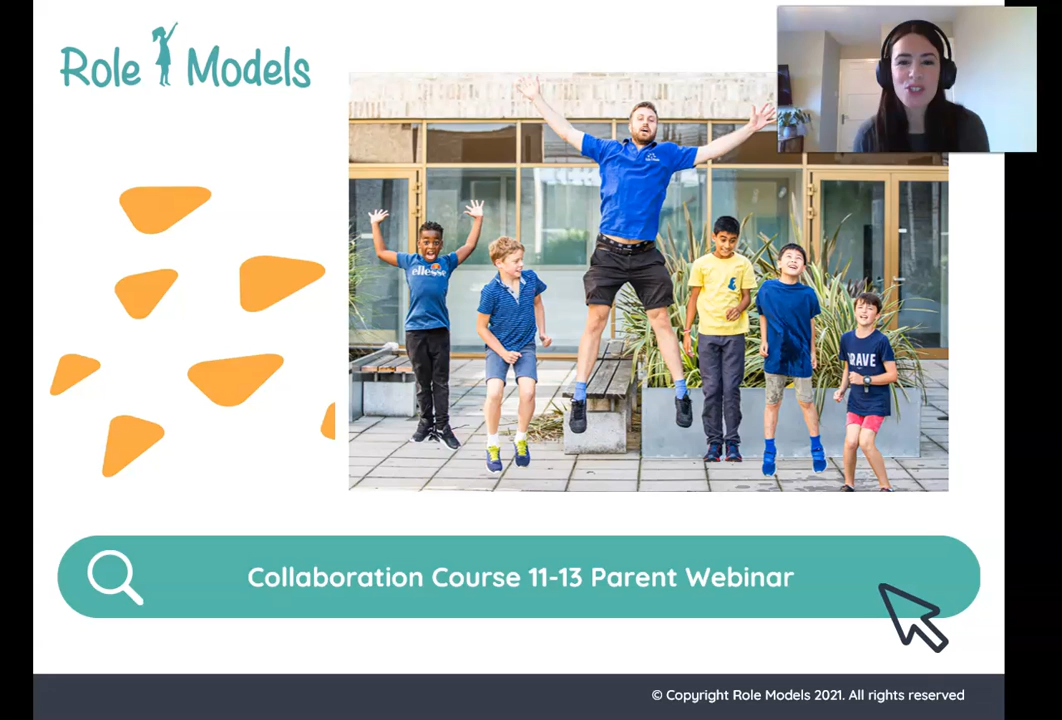 Role Models
ellesse
BRAVE
Collaboration Course 11-13 Parent Webinar
© Copyright Role Models 2021. All rights reserved